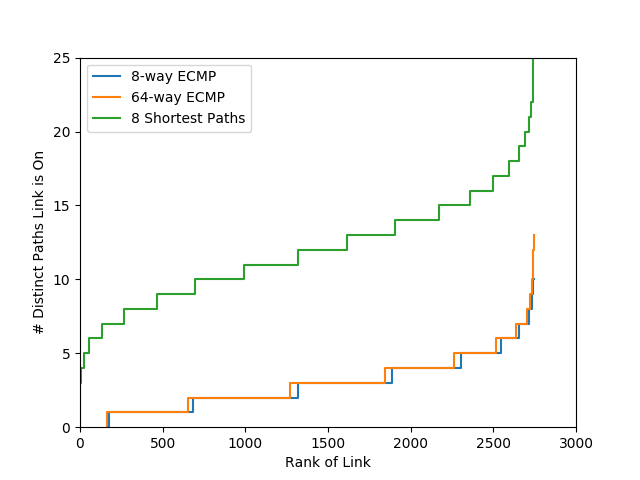 25
20
15
10
5
0
# Distinct Paths Link is On
8-way ECMP
64-way ECMP
8 Shortest Paths
0 500 1000 1500 2000 2500 3000
Rank of Link